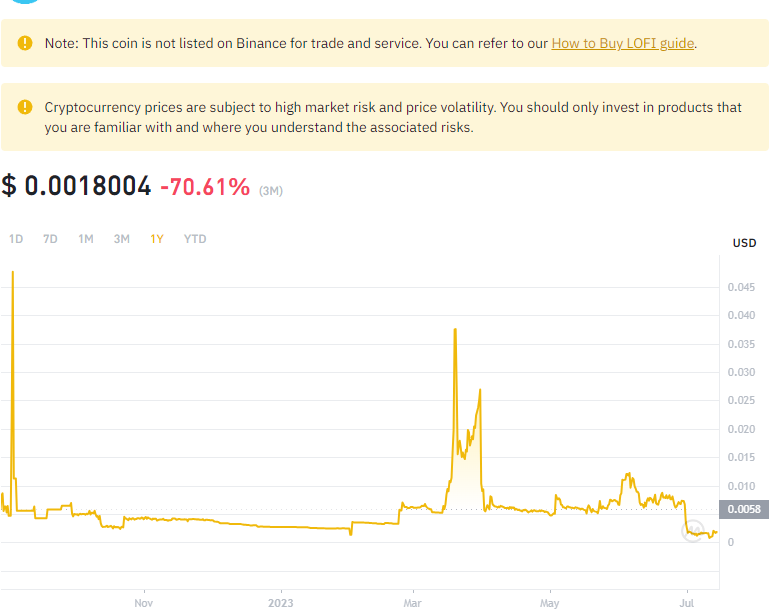 Note: This coin is not listed on Binance for trade and service. You can refer to our How to Buy LOFI guide.
Cryptocurrency prices are subject to high market risk and price volatility. You should only invest in products that
you are familiar with and where you understand the associated risks.
$ 0.0018004 -70.61% (3M)
1D 7D 1M 3M 1Y YTD
USD
0.045
0.040
0.035
0.030
0.025
0.020
0.015
0.010
0.0058
0
Nov 2023 Mar May Jul